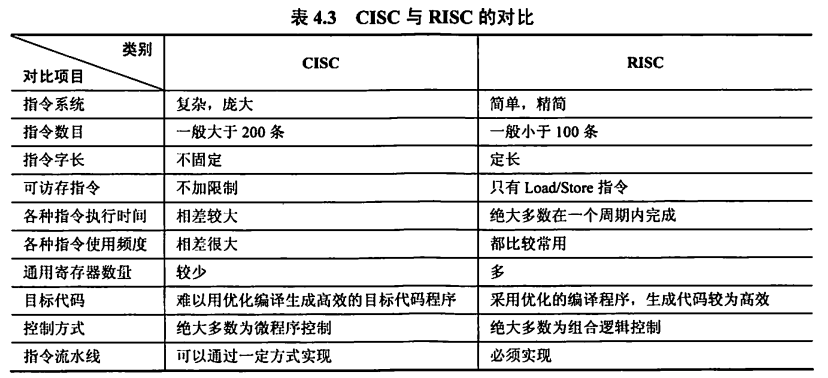 表 4.3 CISC 与 RISC 的对比
类别
对比项目
CISC
RISC
指令系统 复杂，庞大 简单，精简
指令数目 一般大于 200 条 一般小于 100 条
指令字长 不固定 定长
可访存指令 不加限制 只有 Load/Store 指令
各种指令执行时间 相差较大 绝大多数在一个周期内完成
各种指令使用频度 相差很大 都比较常用
通用寄存器数量 较少 多
目标代码 难以用优化编译生成高效的目标代码程序 采用优化的编译程序，生成代码较为高效
控制方式 绝大多数为微程序控制 绝大多数为组合逻辑控制
指令流水线 可以通过一定方式实现 必须实现